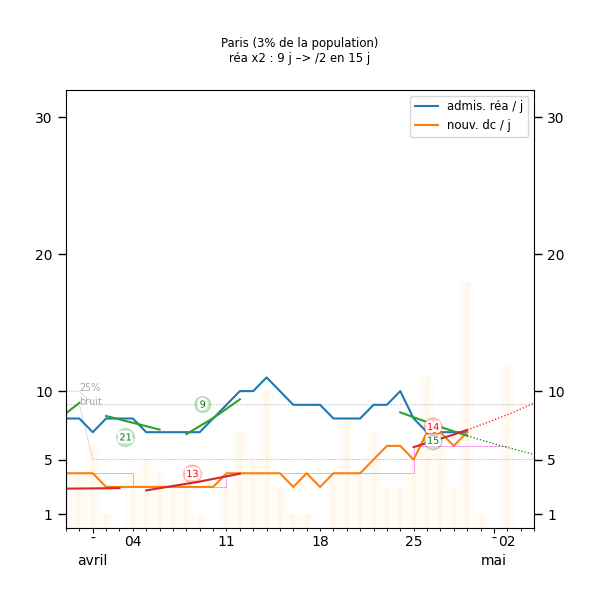 Paris (3% de la population)
réa x2 : 9 j –> /2 en 15 j
admis. réa / j
nouv. dc / j
30 30
20 20
10 10
5 5
1 1
25%
bruit
9
21
13
14
15
- 04 11 18 25 - 02
avril mai